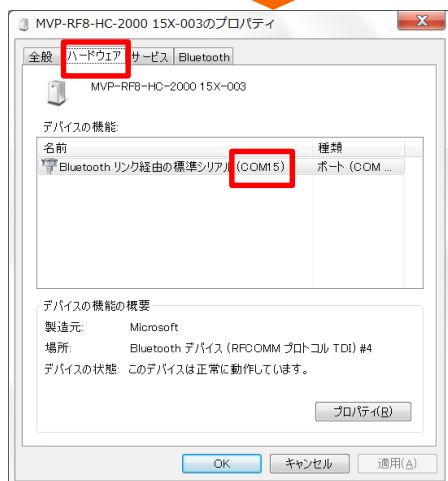 MVP-RF8-HC-2000 15X-003のプロパティ
X
全般 ハードウェア サービス Bluetooth
MVP-RF8-HC-2000 15X-003
デバイスの機能:
名前 種類
Bluetooth リンク経由の標準シリアル (COM15) ポート (COM ...
デバイスの機能の概要
製造元: Microsoft
場所: Bluetooth デバイス (RFCOMM プロトコル TDI) #4
デバイスの状態: このデバイスは正常に動作しています。
プロパティ(R)
OK キャンセル 適用(A)